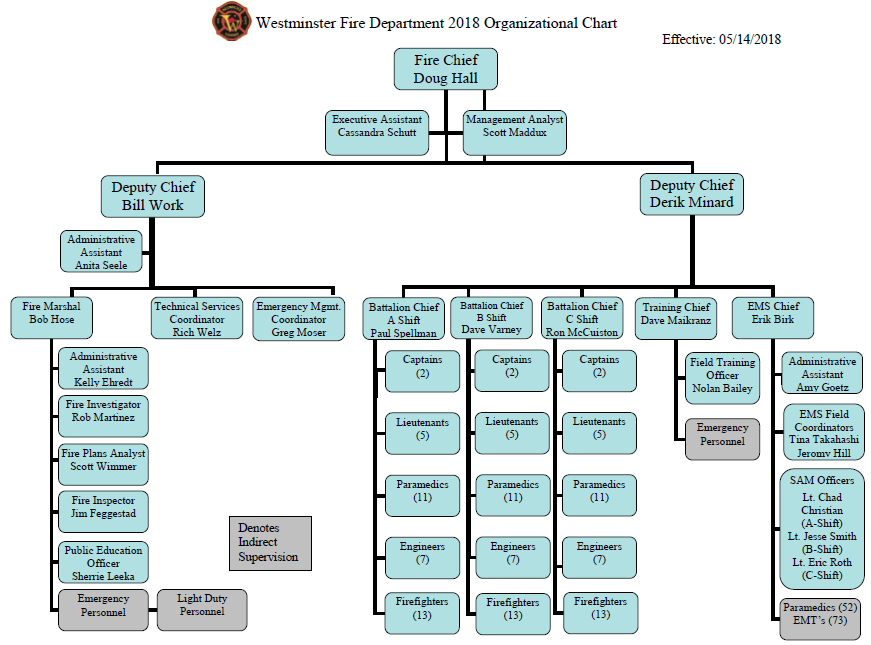 Westminster Fire Department 2018 Organizational Chart
Effective: 05/14/2018
Fire Chief
Doug Hall
Executive Assistant
Cassandra Schutt
Management Analyst
Scott Maddux
Deputy Chief
Bill Work
Deputy Chief
Derik Minard
Administrative
Assistant
Anita Seele
Fire Marshal
Bob Hose
Technical Services
Coordinator
Rich Welz
Emergency Mgmt.
Coordinator
Greg Moser
Battalion Chief
A Shift
Paul Spellman
Battalion Chief
B Shift
Dave Varney
Battalion Chief
C Shift
Ron McCuiston
Training Chief
Dave Maikranz
EMS Chief
Erik Birk
Administrative
Assistant
Kelly Ehredt
Fire Investigator
Rob Martinez
Fire Plans Analyst
Scott Wimmer
Fire Inspector
Jim Feggestad
Public Education
Officer
Sherrie Leeka
Emergency
Personnel
Light Duty
Personnel
Denotes
Indirect
Supervision
Captains
(2)
Lieutenants
(5)
Paramedics
(11)
Engineers
(7)
Firefighters
(13)
Captains
(2)
Lieutenants
(5)
Paramedics
(11)
Engineers
(7)
Firefighters
(13)
Captains
(2)
Lieutenants
(5)
Paramedics
(11)
Engineers
(7)
Firefighters
(13)
Field Training
Officer
Nolan Bailey
Emergency
Personnel
Administrative
Assistant
Amy Goetz
EMS Field
Coordinators
Tina Takahashi
Jeromy Hill
SAM Officers
Lt. Chad
Christian
(A-Shift)
Lt. Jesse Smith
(B-Shift)
Lt. Eric Roth
(C-Shift)
Paramedics (52)
EMT's (73)